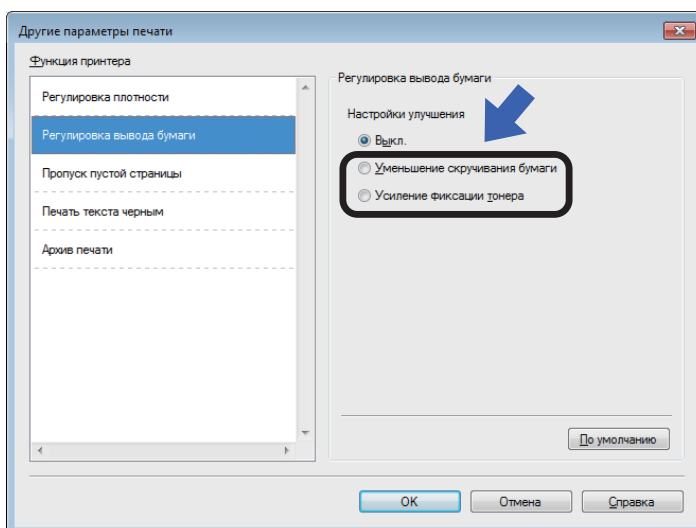 Другие параметры печати
Функция принтера
Регулировка плотности
Регулировка вывода бумаги
Пропуск пустой страницы
Печать текста черным
Архив печати
Регулировка вывода бумаги
Настройки улучшения
Выкл.
Уменьшение скручивания бумаги
Усиление фиксации тонера
По умолчанию
OK
Отмена
Справка